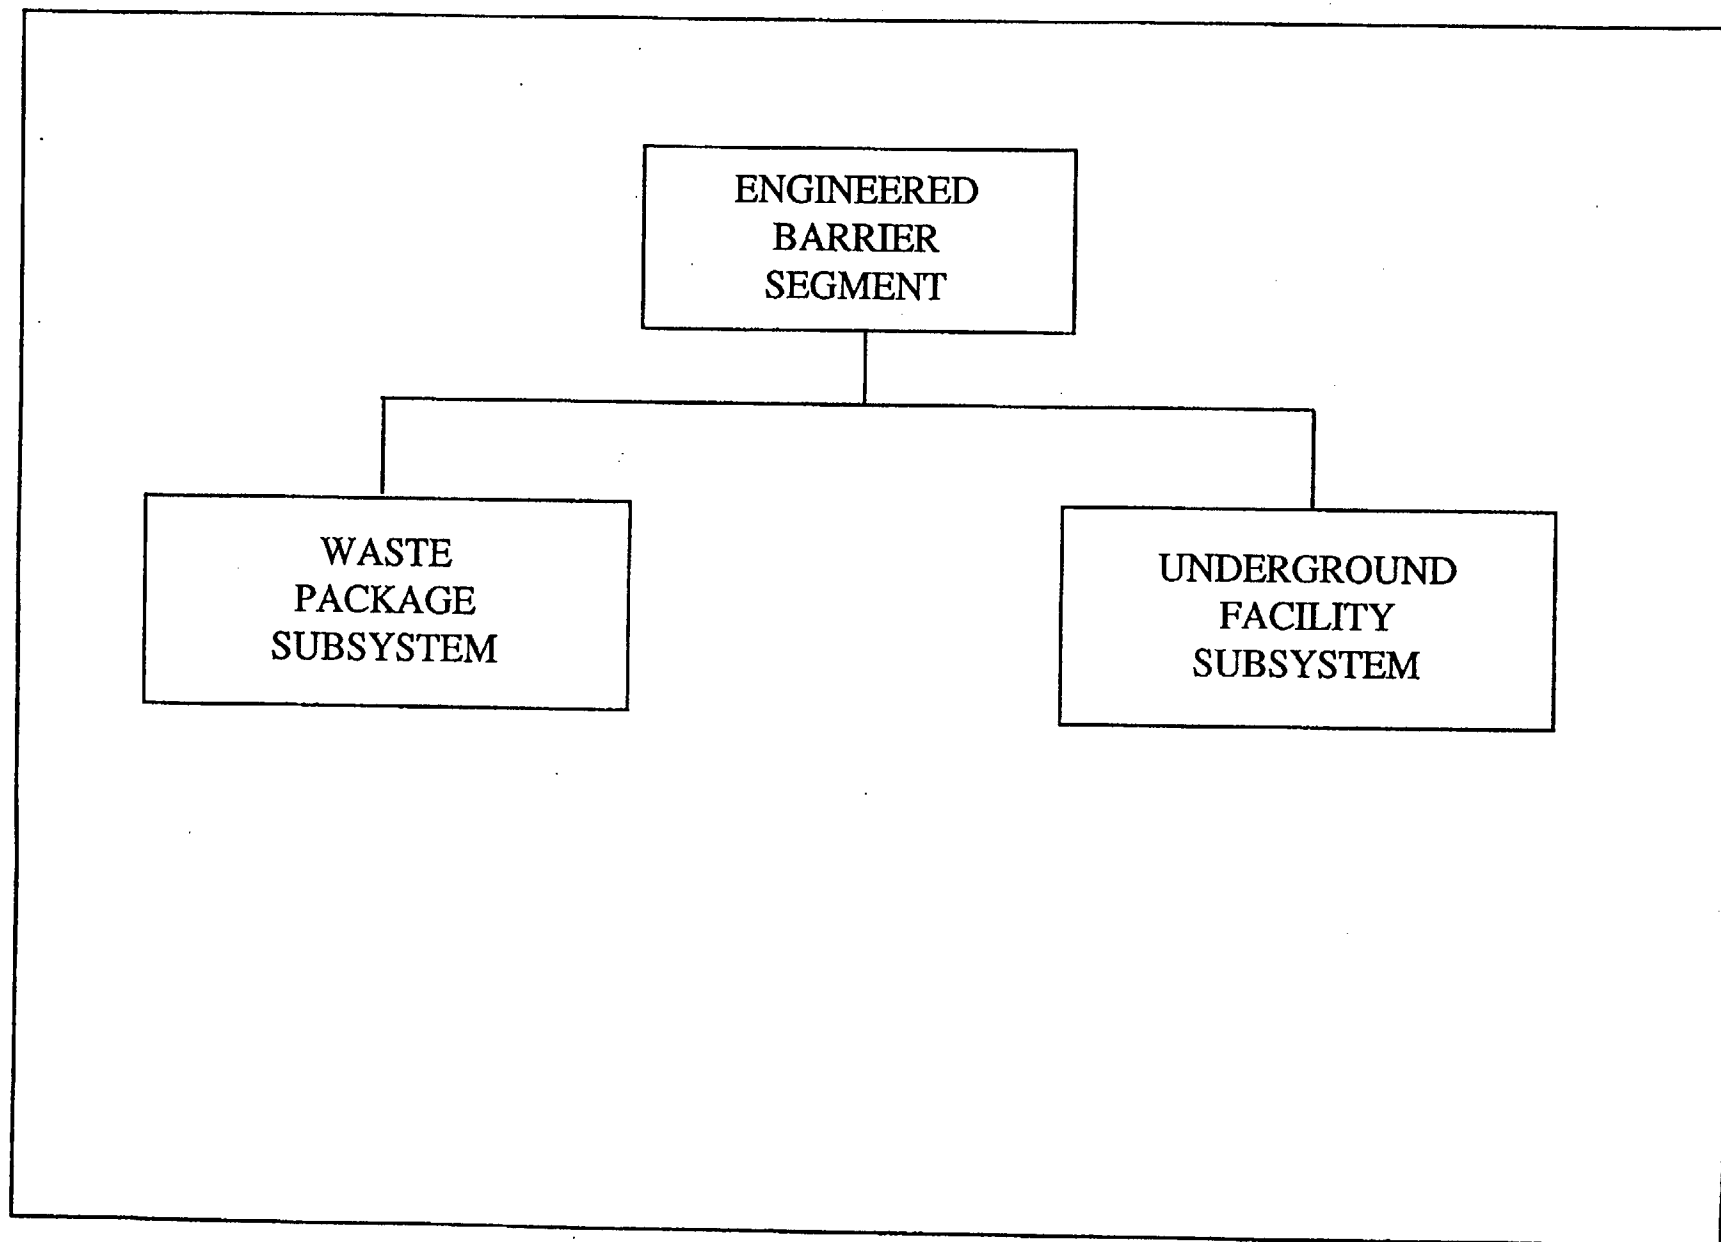 ENGINEERED
BARRIER
SEGMENT
WASTE
PACKAGE
SUBSYSTEM
UNDERGROUND
FACILITY
SUBSYSTEM